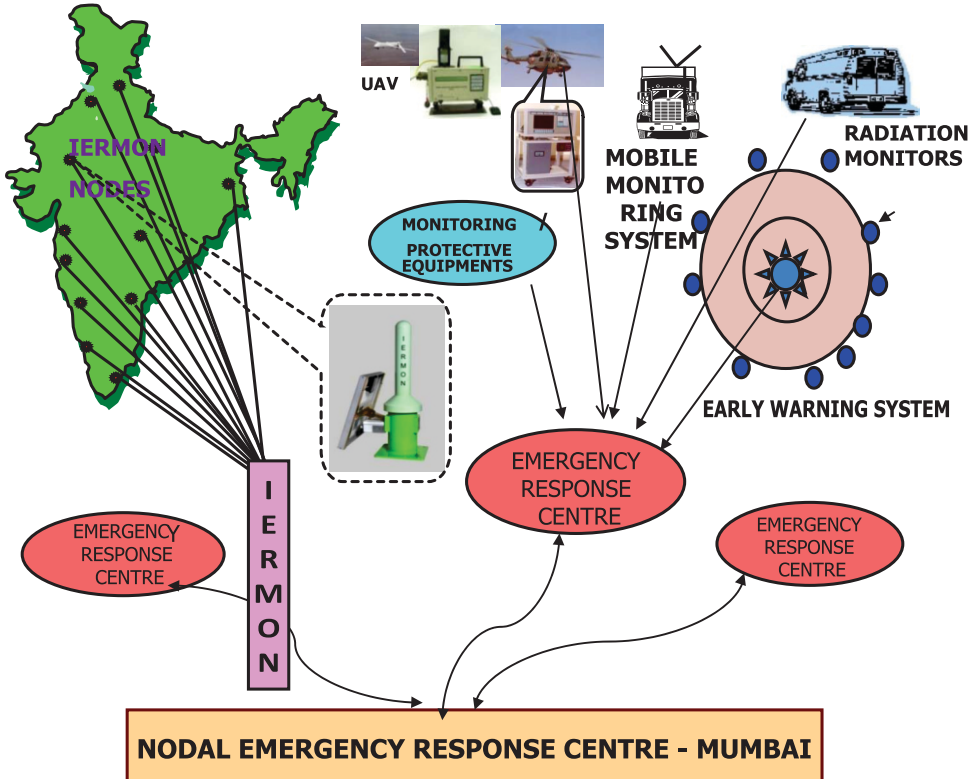 IERMON
NODES
UAV
MOBILE
MONITO
RING
SYSTEM
RADIATION
MONITORS
MONITORING
PROTECTIVE
EQUIPMENTS
IERMON
EARLY WARNING SYSTEM
EMERGENCY
RESPONSE
CENTRE
EMERGENCY
RESPONSE
CENTRE
I
E
R
M
O
N
EMERGENCY
RESPONSE
CENTRE
NODAL EMERGENCY RESPONSE CENTRE - MUMBAI